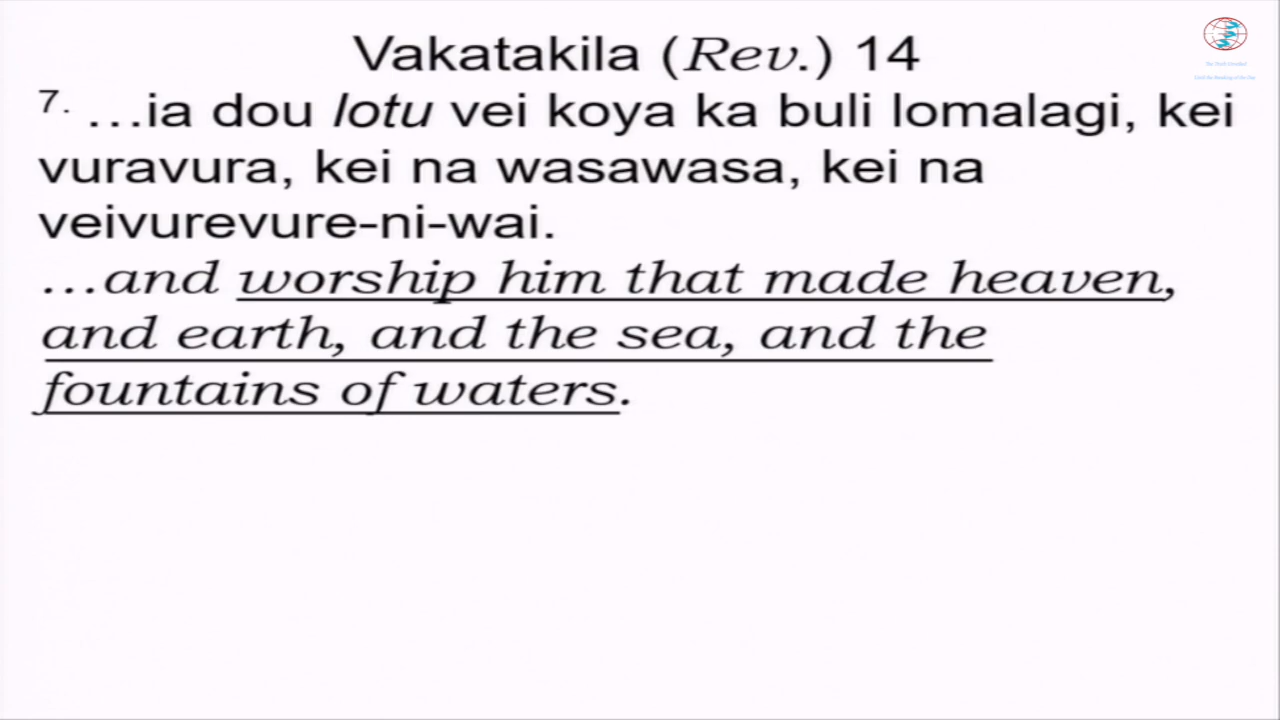 Vakatakila (Rev.) 14
7. ...ia dou lotu vei koya ka buli lomalagi, kei
vuravura, kei na wasawasa, kei na
veivurevure-ni-wai.
...and worship him that made heaven,
and earth, and the sea, and the
fountains of waters.